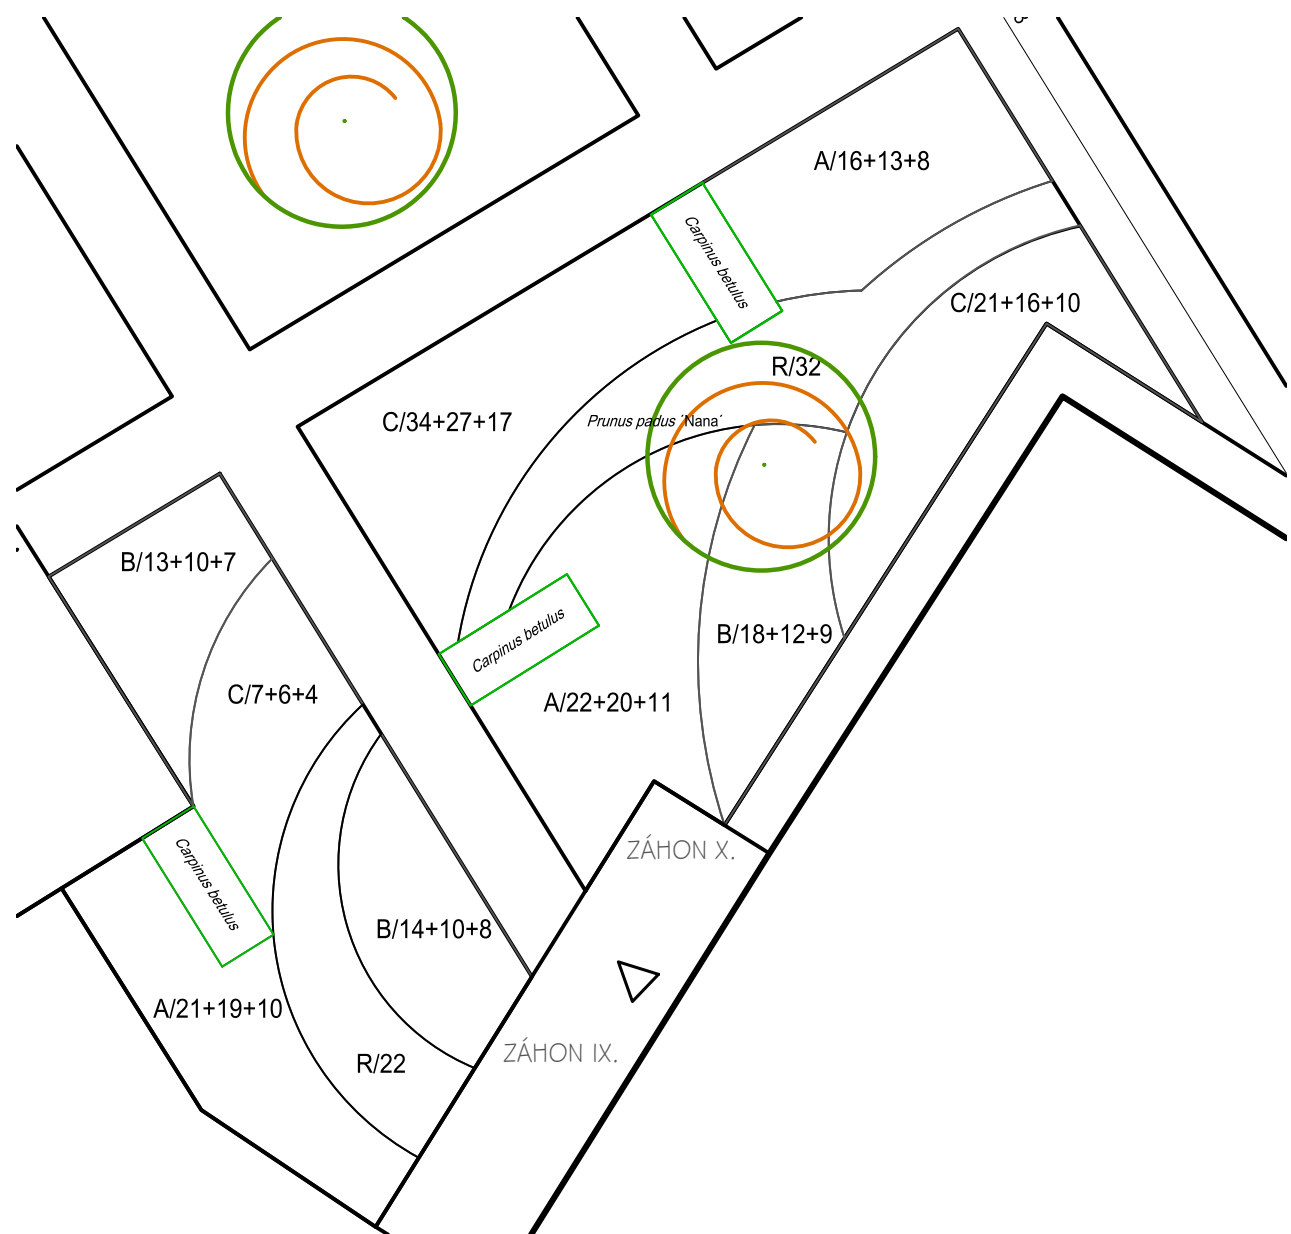 A/16+13+8
Carpinus betulus
C/21+16+10
R/32
C/34+27+17
Prunus padus ´Nana´
B/13+10+7
Carpinus betulus
B/18+12+9
C/7+6+4
A/22+20+11
ZÁHON X.
Carpinus betulus
B/14+10+8
A/21+19+10
ZÁHON IX.
R/22